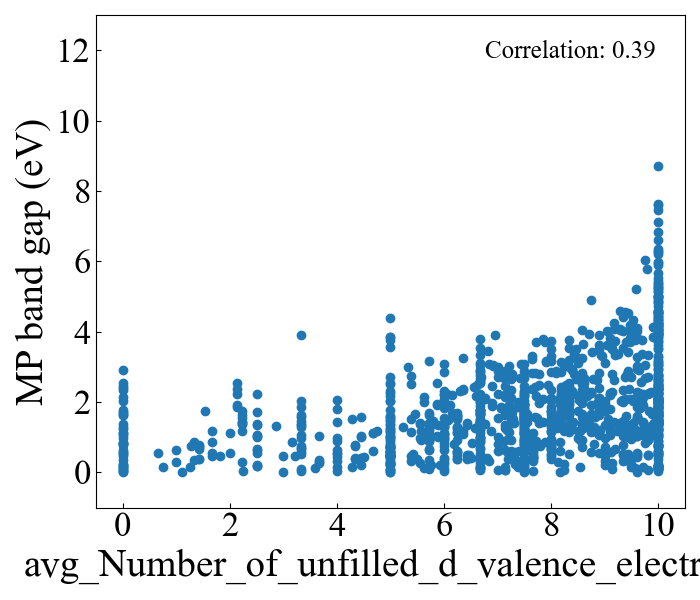 Correlation: 0.39
MP band gap (eV)
12
10
8
6
4
2
0
0 2 4 6 8 10
avg_Number_of_unfilled_d_valence_electr